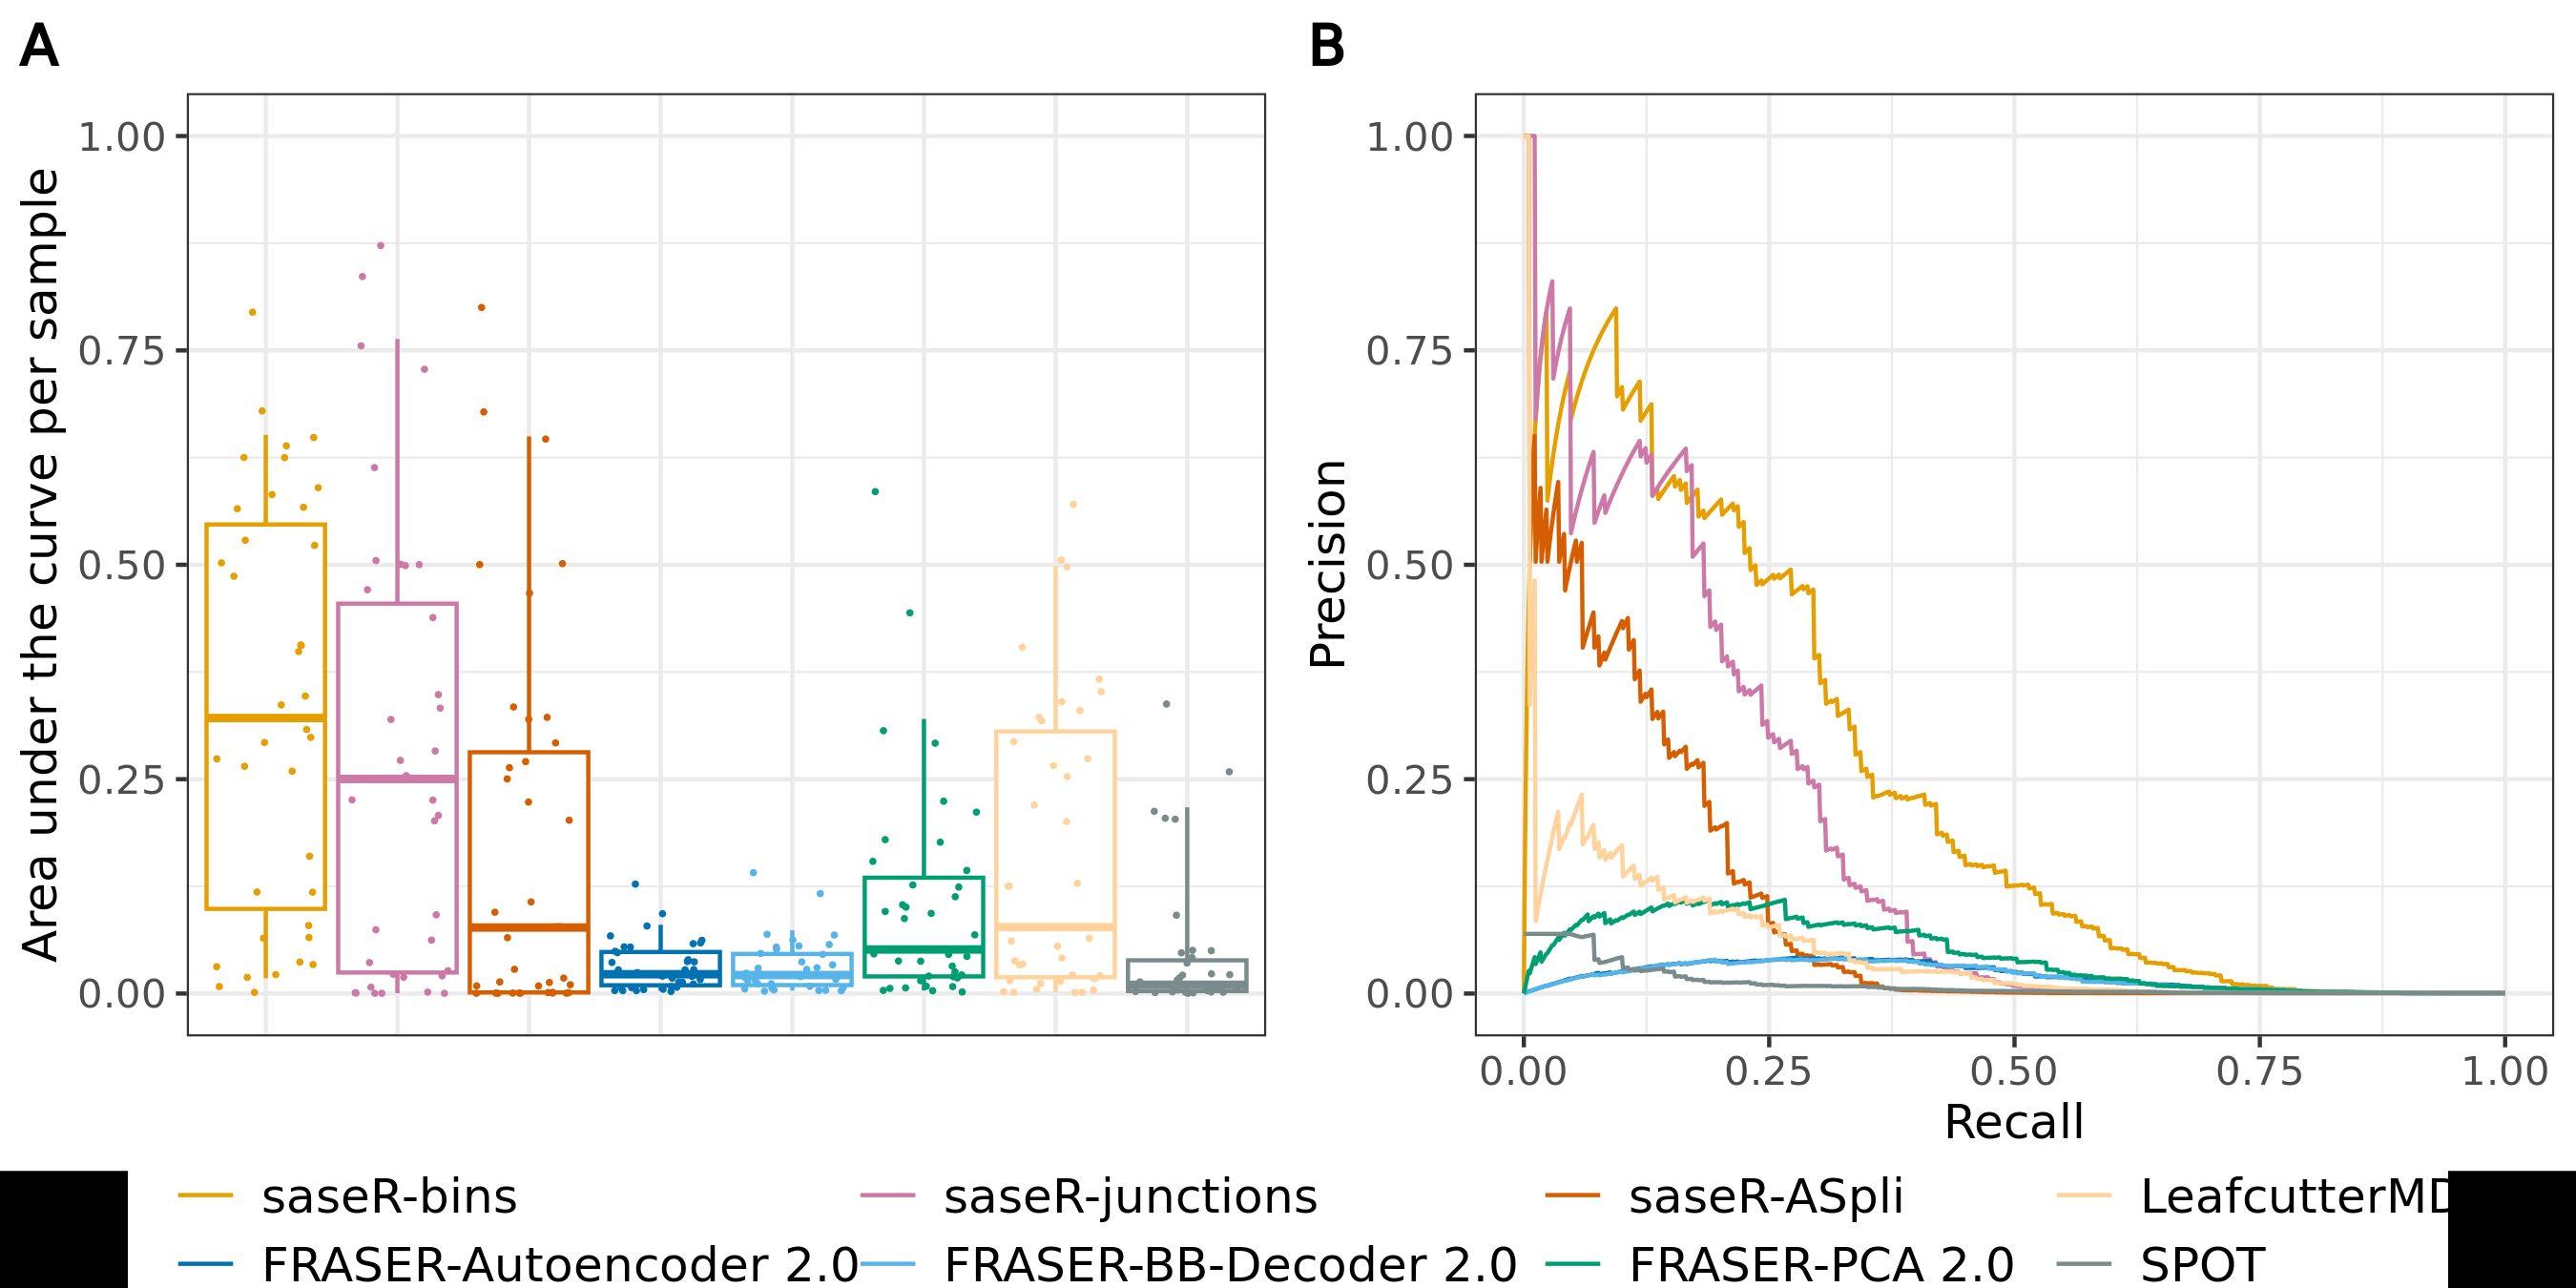 A
B
Area under the curve per sample
1.00
0.75
0.50
0.25
0.00
Precision
1.00
0.75
0.50
0.25
0.00
0.00 0.25 0.50 0.75 1.00
Recall
saseR-bins saseR-junctions saseR-ASpli LeafcutterMD
FRASER-Autoencoder 2.0 FRASER-BB-Decoder 2.0 FRASER-PCA 2.0 SPOT